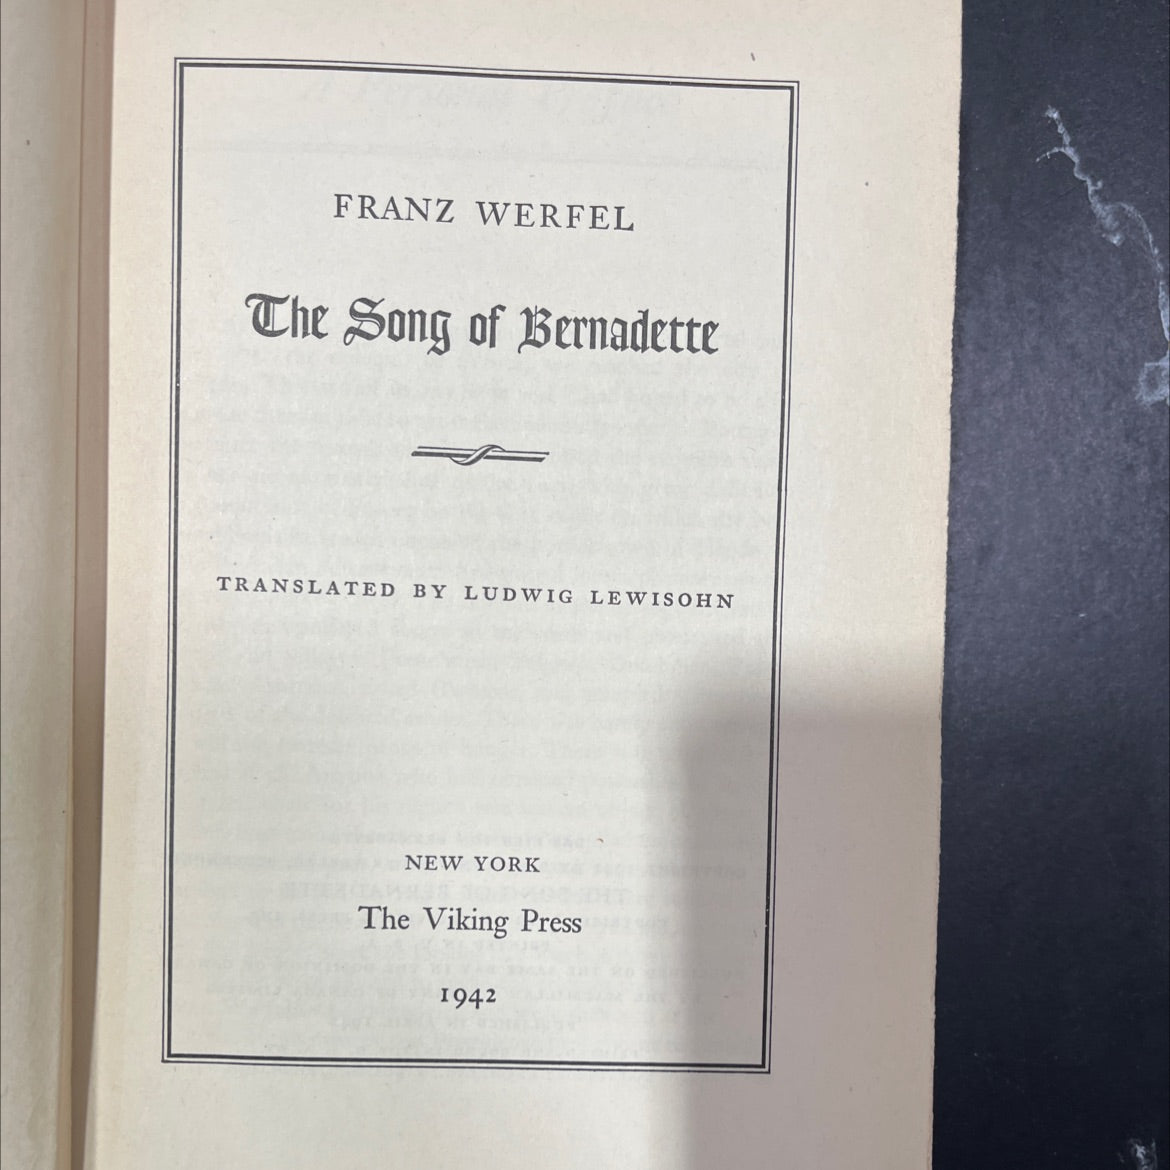 FRANZ WERFEL
The Song of Bernadette
TRANSLATED BY LUDWIG LEWISOHN
NEW YORK
The Viking Press
1942